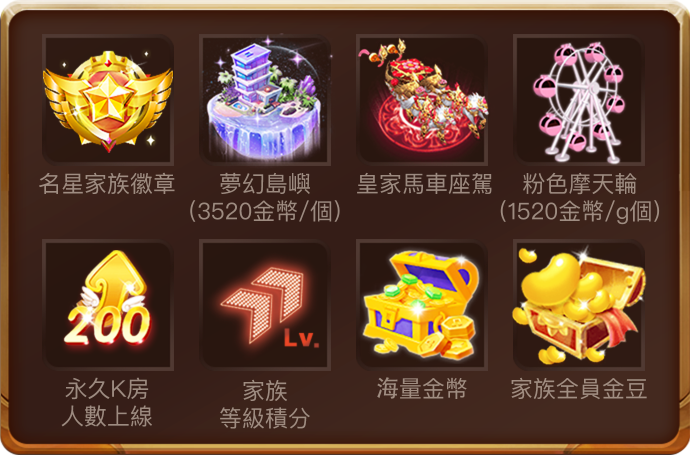 名星家族徽章
夢幻島嶼
(3520金幣/個)
皇家馬車座駕
粉色摩天輪
(1520金幣/g個)
200
Lv.
永久K房
人數上線
家族
等級積分
海量金幣
家族全員金豆